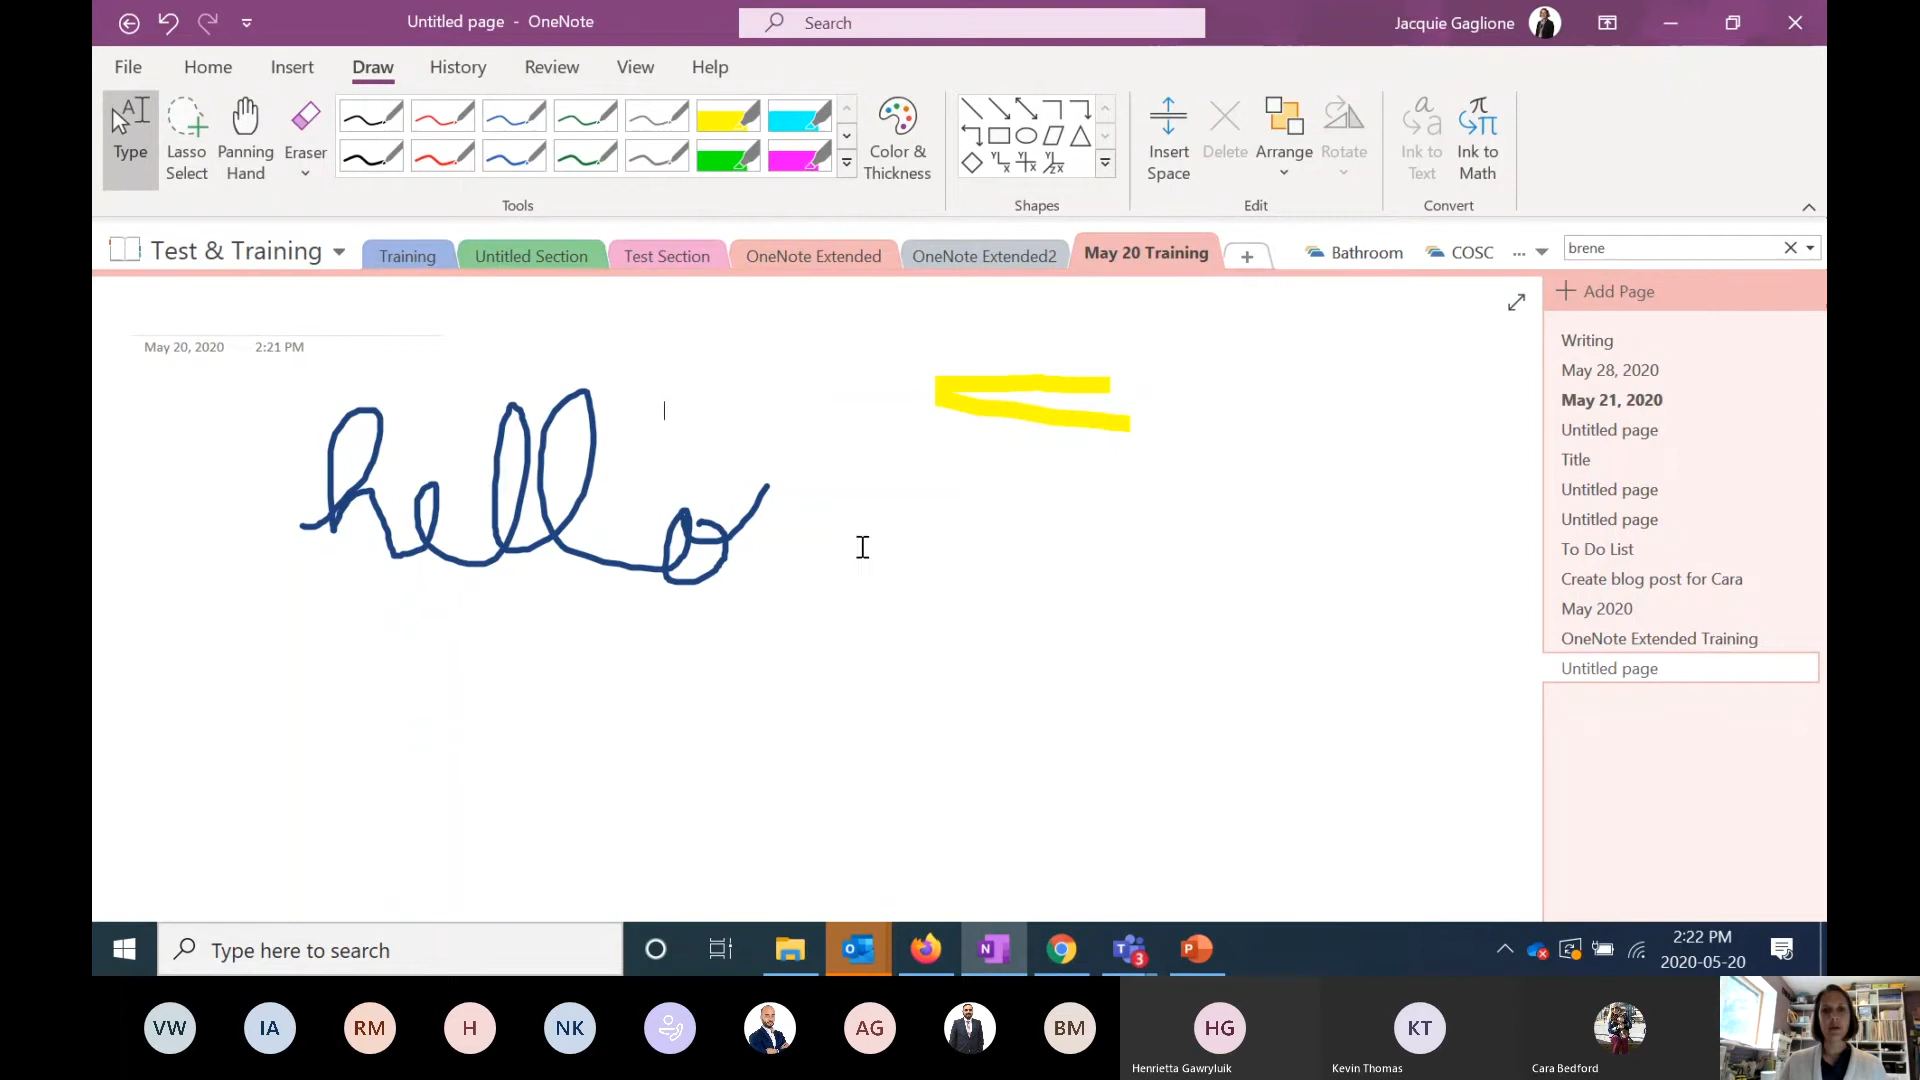 Untitled page - OneNote
Search
Jacquie Gaglione
File Home Insert Draw History Review View Help
Type
Lasso Select
Panning Hand
Eraser
Color & Thickness
Insert Space
Delete
Arrange
Rotate
Ink to Text
Ink to Math
Tools
Shapes
Edit
Convert
Test & Training
Training
Untitled Section
Test Section
OneNote Extended
OneNote Extended2
May 20 Training
Bathroom
COSC
...
brene
Add Page
May 20, 2020 2:21 PM
hello
Writing
May 28, 2020
May 21, 2020
Untitled page
Title
Untitled page
Untitled page
To Do List
Create blog post for Cara
May 2020
OneNote Extended Training
Untitled page
Type here to search
3
2:22 PM
2020-05-20
VW IA RM H NK AG BM HG KT
Henrietta Gawryluik
Kevin Thomas
Cara Bedford